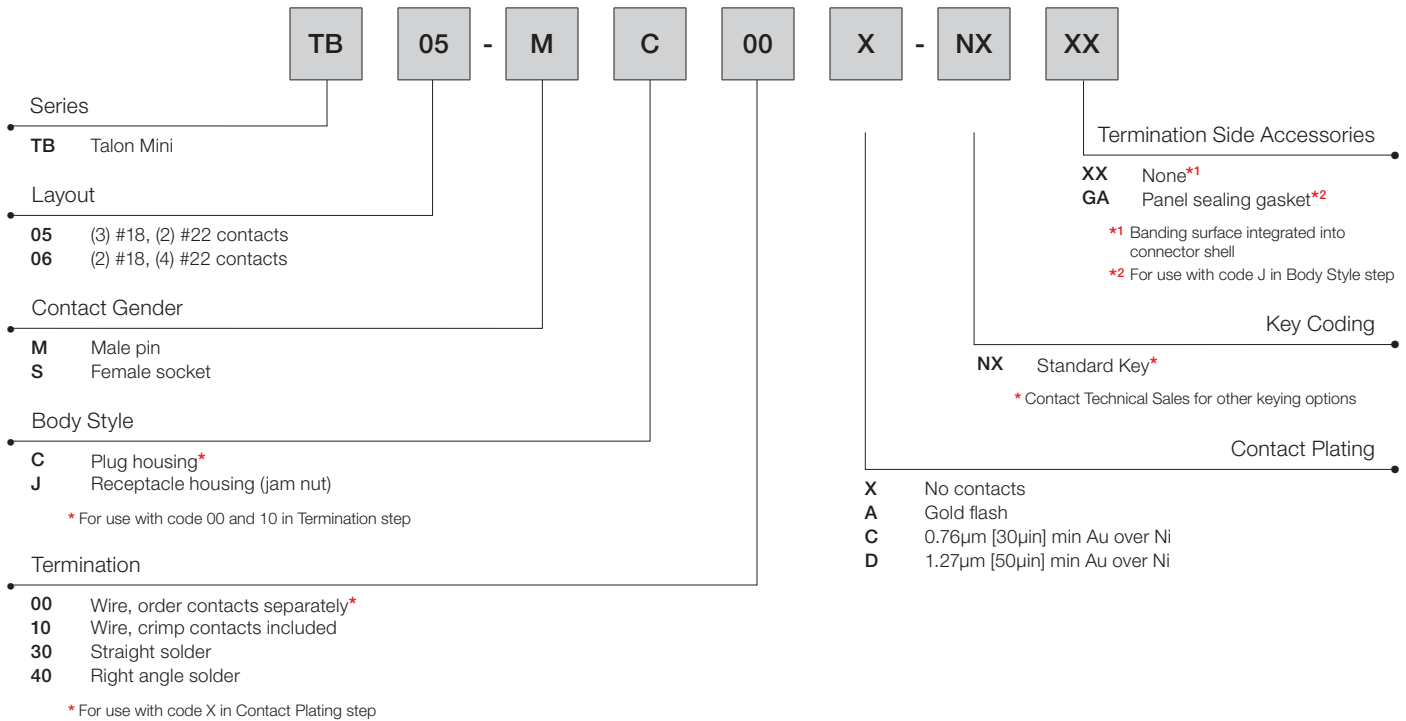 TB 05 - M C 00 X - NX XX
Series
TB Talon Mini
Layout
05 (3) #18, (2) #22 contacts
06 (2) #18, (4) #22 contacts
Contact Gender
M Male pin
S Female socket
Body Style
C Plug housing*
J Receptacle housing (jam nut)
* For use with code 00 and 10 in Termination step
Termination
00 Wire, order contacts separately*
10 Wire, crimp contacts included
30 Straight solder
40 Right angle solder
* For use with code X in Contact Plating step
Termination Side Accessories
XX None*1
GA Panel sealing gasket*2
*1 Banding surface integrated into
connector shell
*2 For use with code J in Body Style step
Key Coding
NX Standard Key*
* Contact Technical Sales for other keying options
Contact Plating
X No contacts
A Gold flash
C 0.76µm [30µin] min Au over Ni
D 1.27µm [50µin] min Au over Ni